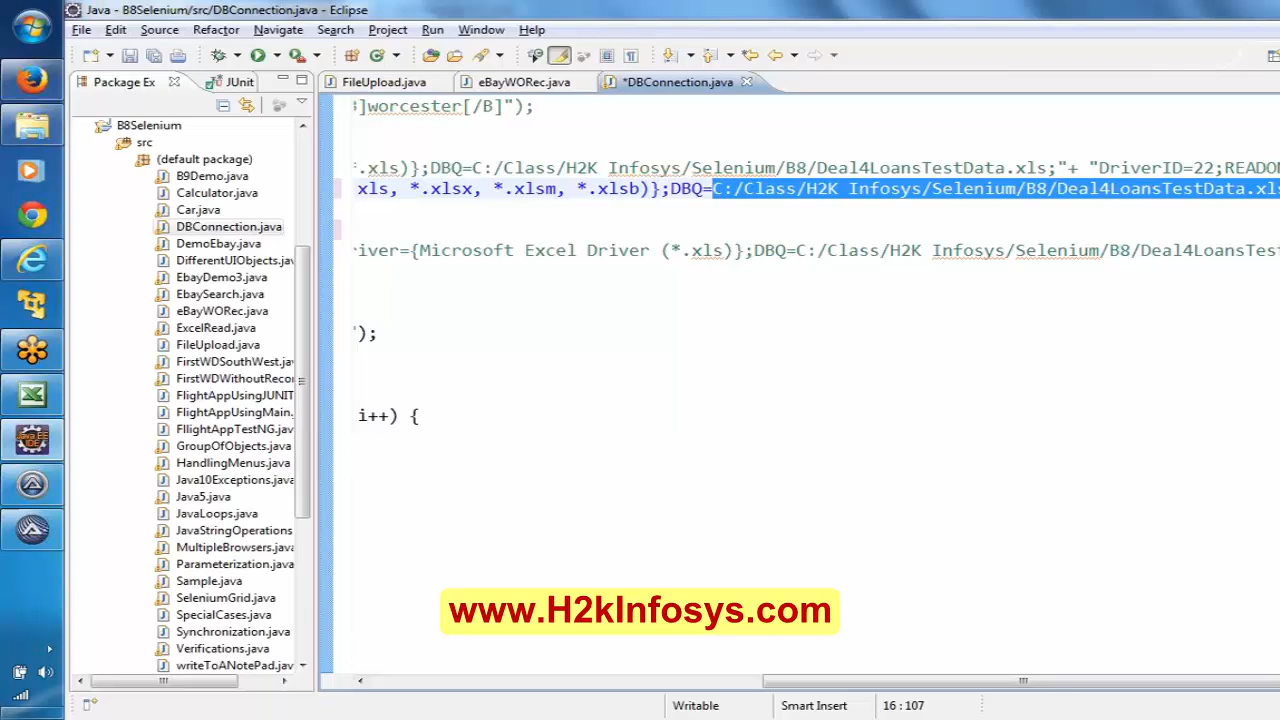 Java - B8Selenium/src/DBConnection.java - Eclipse
File Edit Source Refactor Navigate Search Project Run Window Help
Package Ex JUnit FileUpload.java eBayWORec.java *DBConnection.java
B8Selenium
src
(default package)
B9Demo.java
Calculator.java
Car.java
DBConnection.java
DemoEbay.java
DifferentUIObjects.jav
EbayDemo3.java
EbaySearch.java
eBayWORec.java
ExcelRead.java
FileUpload.java
FirstWDSouthWest.jav
FirstWDWithoutRecor
FlightAppUsingJUNIT
FlightAppUsingMain.
FllightAppTestNG.jav
GroupOfObjects.java
HandlingMenus.java
Java10Exceptions.java
Java5.java
JavaLoops.java
JavaStringOperations
MultipleBrowsers.java
Parameterization.java
Sample.java
SeleniumGrid.java
SpecialCases.java
Synchronization.java
Verifications.java
writeToANotePad.jav
]worcester[/B]");
*.xls)};DBQ=C:/Class/H2K Infosys/Selenium/B8/Deal4LoansTestData.xls;"+ "DriverID=22;READON
xls, *.xlsx, *.xlsm, *.xlsb)};DBQ=C:/Class/H2K Infosys/Selenium/B8/Deal4LoansTestData.xls
river={Microsoft Excel Driver (*.xls)};DBQ=C:/Class/H2K Infosys/Selenium/B8/Deal4LoansTest
");
i++) {
www.H2kInfosys.com
Writable Smart Insert 16 : 107